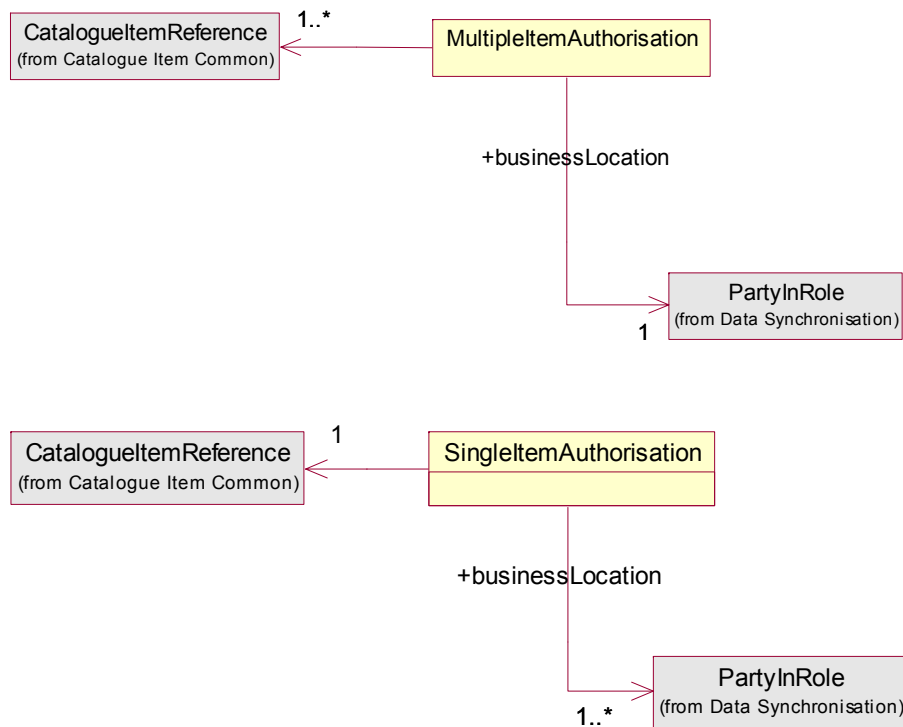 1..*
CatalogueItemReference
(from Catalogue Item Common)
MultipleItemAuthorisation
+businessLocation
PartyInRole
(from Data Synchronisation)
1
CatalogueItemReference
(from Catalogue Item Common)
1
SingleItemAuthorisation
+businessLocation
PartyInRole
(from Data Synchronisation)
1..*